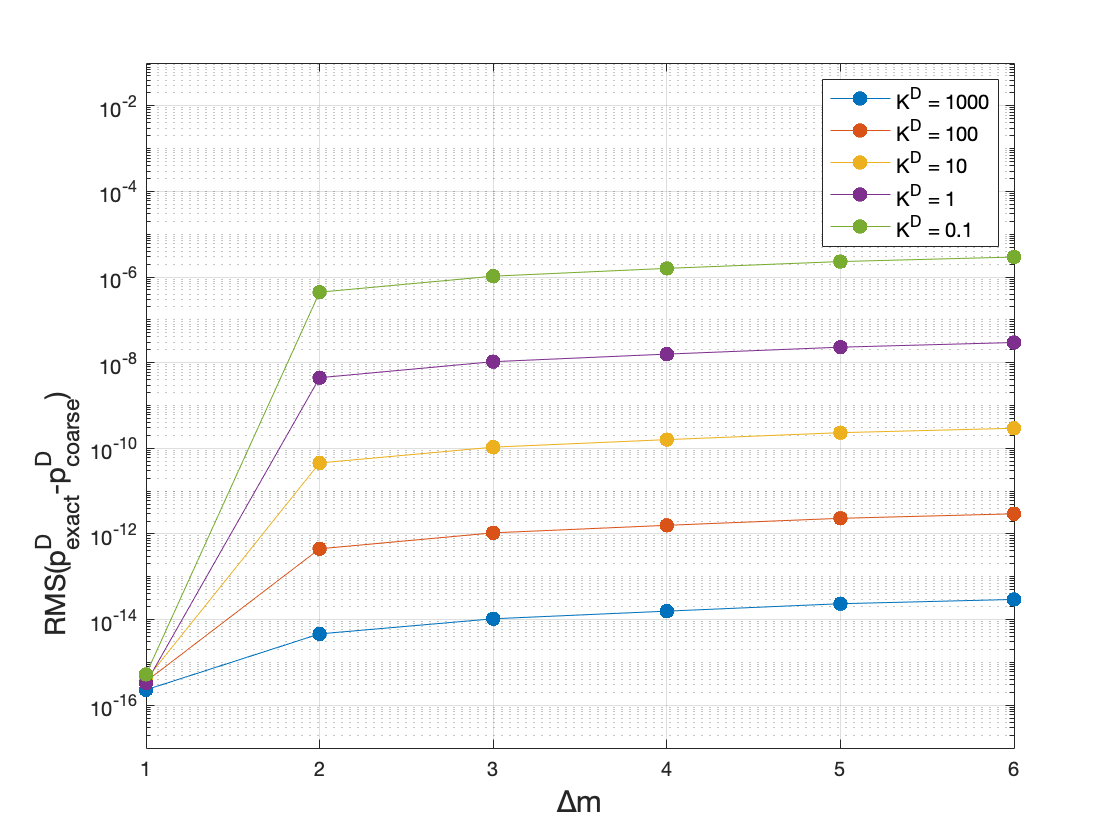 K^D = 1000
K^D = 100
K^D = 10
K^D = 1
K^D = 0.1
10^-2
10^-4
10^-6
10^-8
10^-10
10^-12
10^-14
10^-16
RMS(p^D_exact-p^D_coarse)
1 2 3 4 5 6
Δm